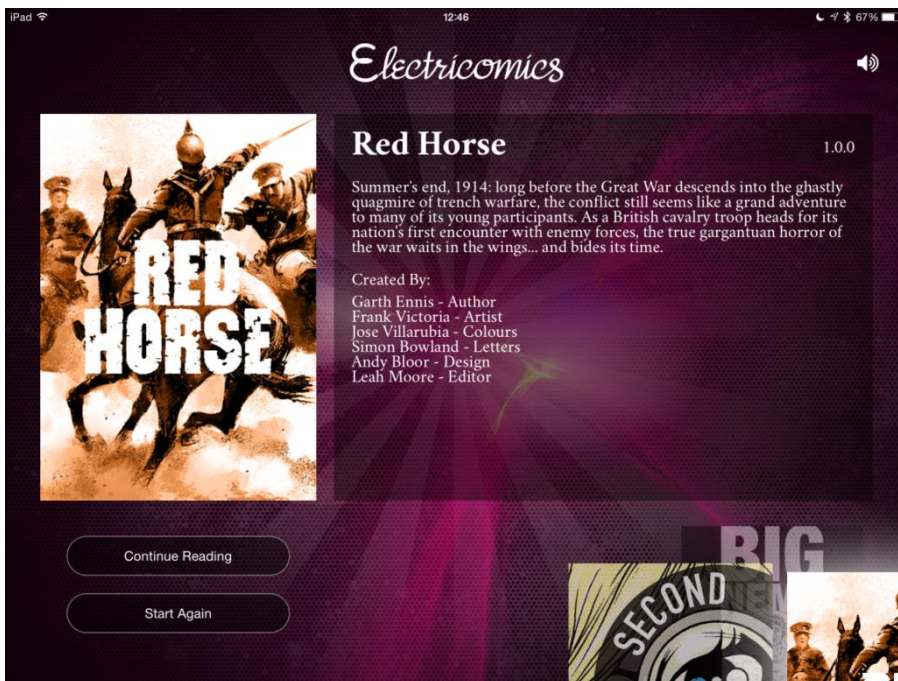 iPad 12:46 67%
Electricomics
RED
HORSE
Red Horse 1.0.0
Summer's end, 1914: long before the Great War descends into the ghastly
quagmire of trench warfare, the conflict still seems like a grand adventure
to many of its young participants. As a British cavalry troop heads for its
nation's first encounter with enemy forces, the true gargantuan horror of
the war waits in the wings... and bides its time.
Created By:
Garth Ennis - Author
Frank Victoria - Artist
Jose Villarubia - Colours
Simon Bowland - Letters
Andy Bloor - Design
Leah Moore - Editor
Continue Reading
Start Again
BIG
SECOND